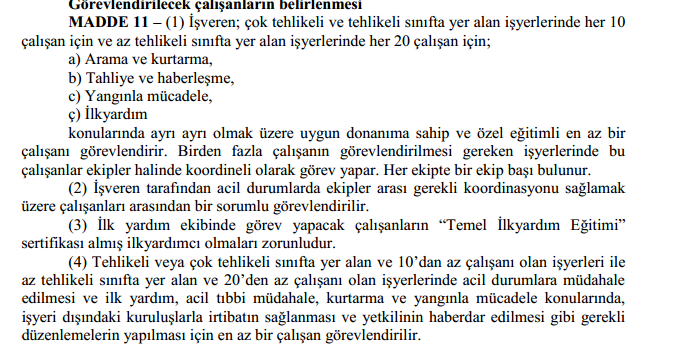 Görevlendirilecek çalışanların belirlenmesi
MADDE 11 – (1) İşveren; çok tehlikeli ve tehlikeli sınıfta yer alan işyerlerinde her 10
çalışan için ve az tehlikeli sınıfta yer alan işyerlerinde her 20 çalışan için;
a) Arama ve kurtarma,
b) Tahliye ve haberleşme,
c) Yangınla mücadele,
ç) İlkyardım
konularında ayrı ayrı olmak üzere uygun donanıma sahip ve özel eğitimli en az bir
çalışanı görevlendirir. Birden fazla çalışanın görevlendirilmesi gereken işyerlerinde bu
çalışanlar ekipler halinde koordineli olarak görev yapar. Her ekipte bir ekip başı bulunur.
(2) İşveren tarafından acil durumlarda ekipler arası gerekli koordinasyonu sağlamak
üzere çalışanları arasından bir sorumlu görevlendirilir.
(3) İlk yardım ekibinde görev yapacak çalışanların “Temel İlkyardım Eğitimi”
sertifikası almış ilkyardımcı olmaları zorunludur.
(4) Tehlikeli veya çok tehlikeli sınıfta yer alan ve 10’dan az çalışanı olan işyerleri ile
az tehlikeli sınıfta yer alan ve 20’den az çalışanı olan işyerlerinde acil durumlara müdahale
edilmesi ve ilk yardım, acil tıbbi müdahale, kurtarma ve yangınla mücadele konularında,
işyeri dışındaki kuruluşlarla irtibatın sağlanması ve yetkilinin haberdar edilmesi gibi gerekli
düzenlemelerin yapılması için en az bir çalışan görevlendirilir.